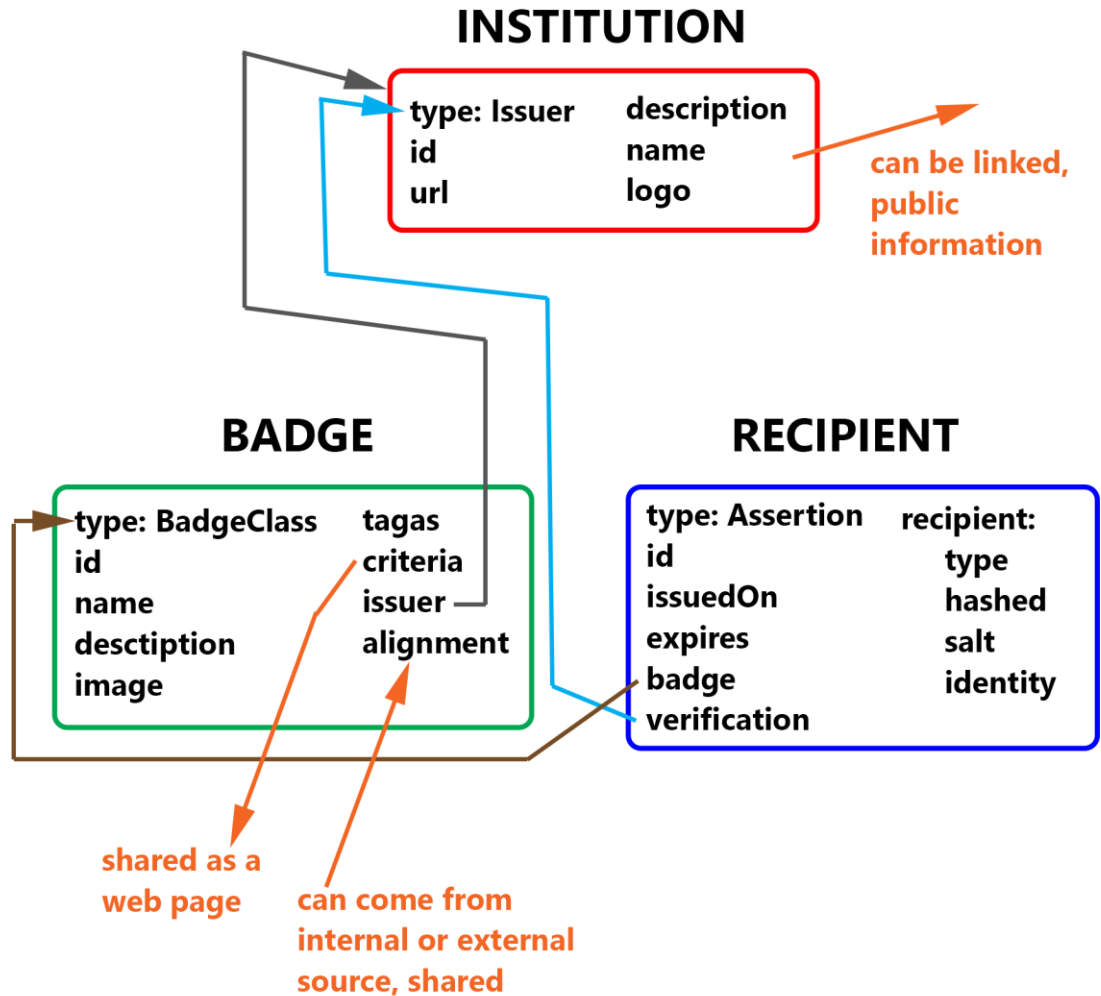 INSTITUTION
type: Issuer
id
url
description
name
logo
can be linked,
public
information
BADGE
type: BadgeClass
id
name
desctiption
image
tagas
criteria
issuer
alignment
RECIPIENT
type: Assertion
id
issuedOn
expires
badge
verification
recipient:
type
hashed
salt
identity
shared as a
web page
can come from
internal or external
source, shared